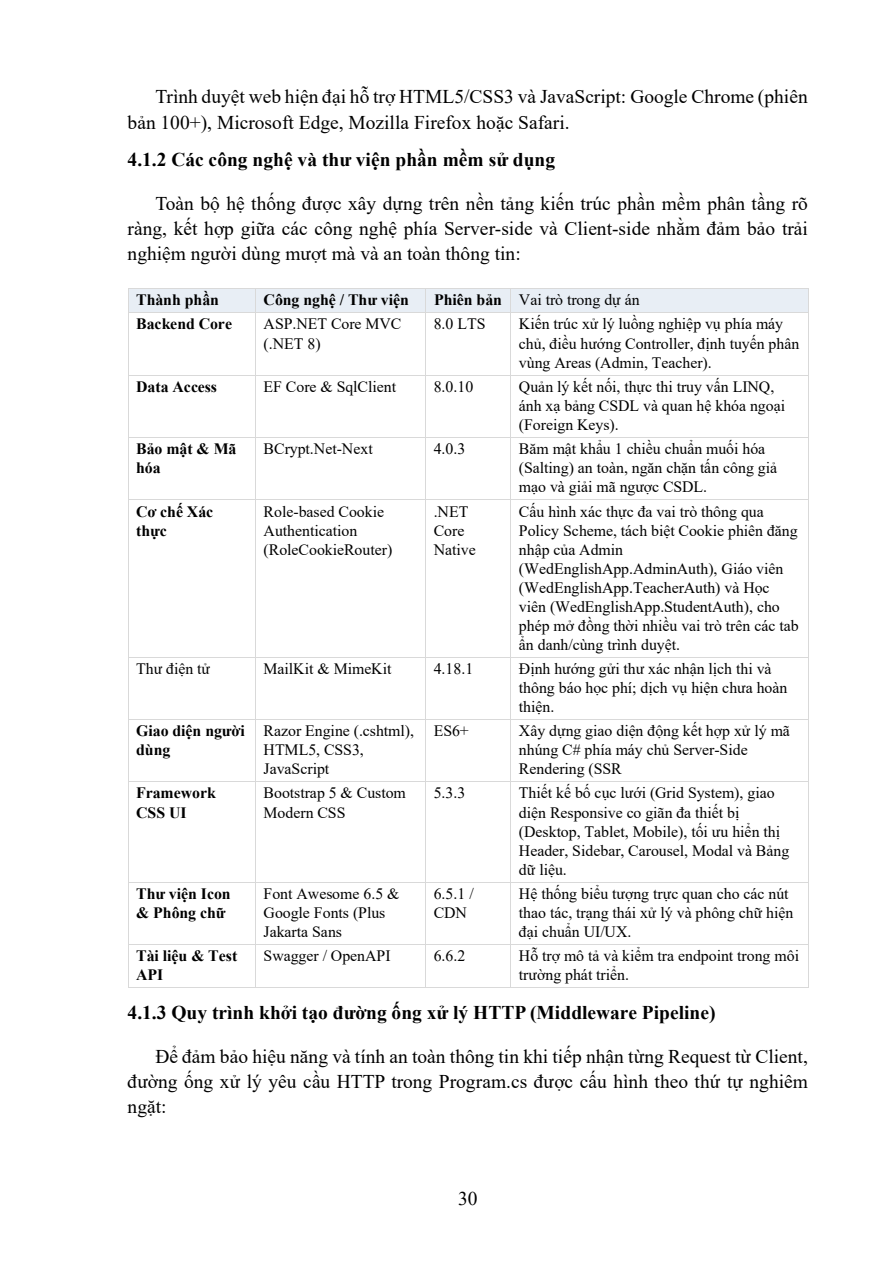 Trình duyệt web hiện đại hỗ trợ HTML5/CSS3 và JavaScript: Google Chrome (phiên
bản 100+), Microsoft Edge, Mozilla Firefox hoặc Safari.
4.1.2 Các công nghệ và thư viện phần mềm sử dụng
Toàn bộ hệ thống được xây dựng trên nền tảng kiến trúc phần mềm phân tầng rõ
ràng, kết hợp giữa các công nghệ phía Server-side và Client-side nhằm đảm bảo trải
nghiệm người dùng mượt mà và an toàn thông tin:
Thành phần Công nghệ / Thư viện Phiên bản Vai trò trong dự án
Backend Core ASP.NET Core MVC 8.0 LTS Kiến trúc xử lý luồng nghiệp vụ phía máy
(.NET 8) chủ, điều hướng Controller, định tuyến phân
vùng Areas (Admin, Teacher).
Data Access EF Core & SqlClient 8.0.10 Quản lý kết nối, thực thi truy vấn LINQ,
ánh xạ bảng CSDL và quan hệ khóa ngoại
(Foreign Keys).
Bảo mật & Mã BCrypt.Net-Next 4.0.3 Băm mật khẩu 1 chiều chuẩn muối hóa
hóa (Salting) an toàn, ngăn chặn tấn công giả
mạo và giải mã ngược CSDL.
Cơ chế Xác Role-based Cookie .NET Cấu hình xác thực đa vai trò thông qua
thực Authentication Core Policy Scheme, tách biệt Cookie phiên đăng
(RoleCookieRouter) Native nhập của Admin
(WedEnglishApp.AdminAuth), Giáo viên
(WedEnglishApp.TeacherAuth) và Học
viên (WedEnglishApp.StudentAuth), cho
phép mở đồng thời nhiều vai trò trên các tab
ẩn danh/cùng trình duyệt.
Thư điện tử MailKit & MimeKit 4.18.1 Định hướng gửi thư xác nhận lịch thi và
thông báo học phí; dịch vụ hiện chưa hoàn
thiện.
Giao diện người Razor Engine (.cshtml), ES6+ Xây dựng giao diện động kết hợp xử lý mã
dùng HTML5, CSS3, nhúng C# phía máy chủ Server-Side
JavaScript Rendering (SSR
Framework Bootstrap 5 & Custom 5.3.3 Thiết kế bố cục lưới (Grid System), giao
CSS UI Modern CSS diện Responsive co giãn đa thiết bị
(Desktop, Tablet, Mobile), tối ưu hiển thị
Header, Sidebar, Carousel, Modal và Bảng
dữ liệu.
Thư viện Icon Font Awesome 6.5 & 6.5.1 / Hệ thống biểu tượng trực quan cho các nút
& Phông chữ Google Fonts (Plus CDN thao tác, trạng thái xử lý và phông chữ hiện
Jakarta Sans đại chuẩn UI/UX.
Tài liệu & Test Swagger / OpenAPI 6.6.2 Hỗ trợ mô tả và kiểm tra endpoint trong môi
API trường phát triển.
4.1.3 Quy trình khởi tạo đường ống xử lý HTTP (Middleware Pipeline)
Để đảm bảo hiệu năng và tính an toàn thông tin khi tiếp nhận từng Request từ Client,
đường ống xử lý yêu cầu HTTP trong Program.cs được cấu hình theo thứ tự nghiêm
ngặt:
30